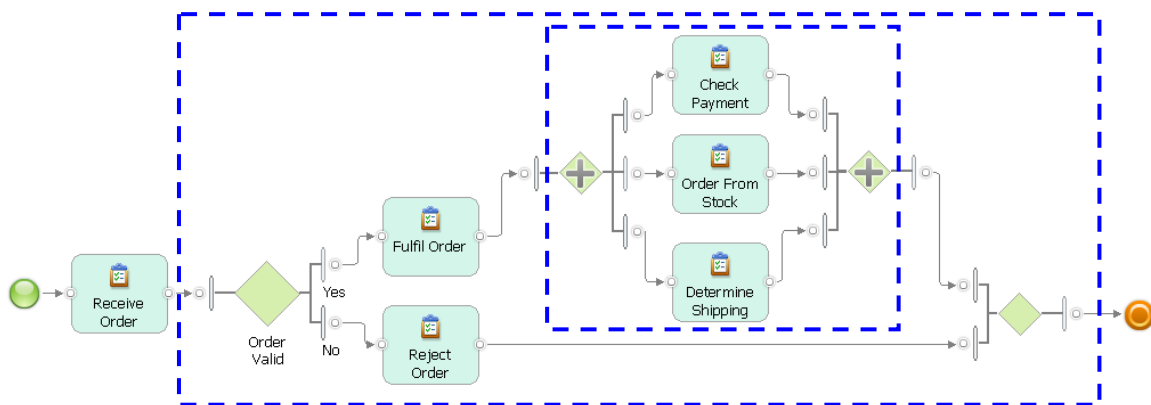 Receive
Order
Order
Valid
Yes
No
Fulfil Order
Reject
Order
Check
Payment
Order From
Stock
Determine
Shipping